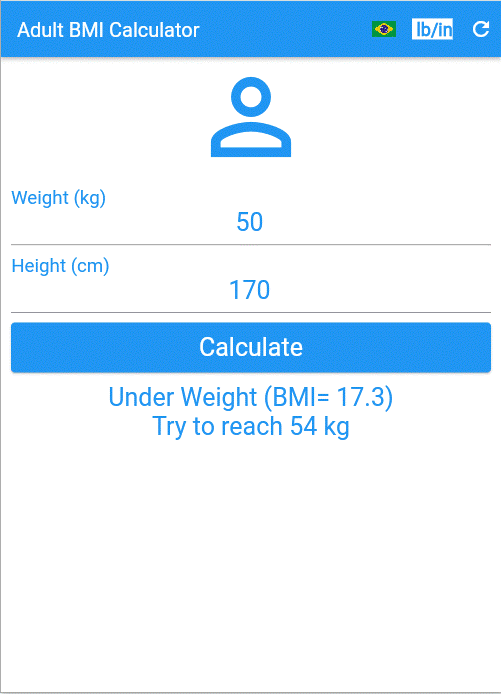 Adult BMI Calculator lb/in
Weight (kg)
50
Height (cm)
170
Calculate
Under Weight (BMI= 17.3)
Try to reach 54 kg